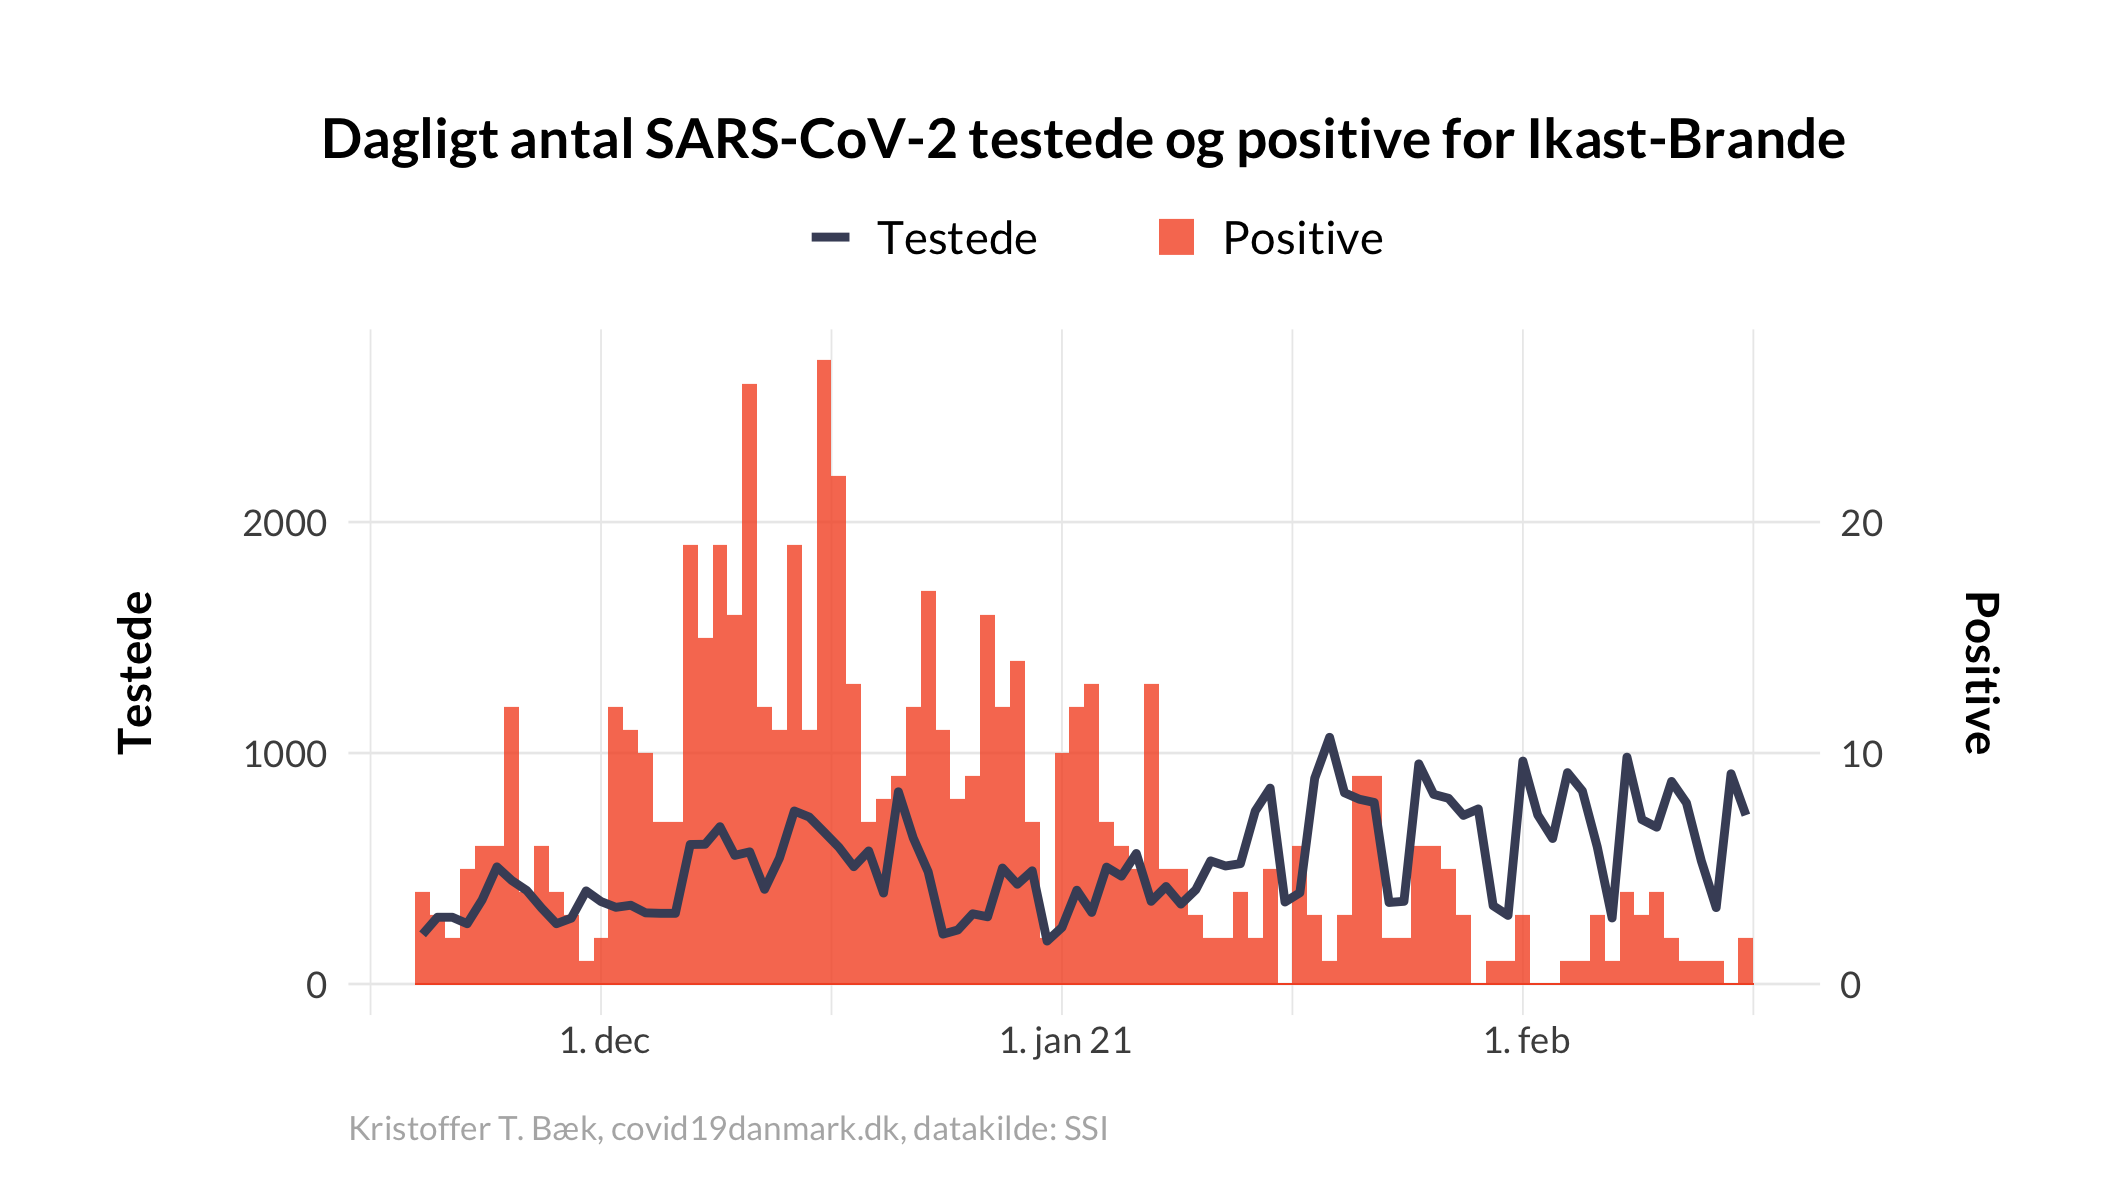 Dagligt antal SARS-CoV-2 testede og positive for Ikast-Brande
Testede
Positive
2000
1000
0
Testede
20
10
0
Positive
1. dec
1. jan 21
1. feb
Kristoffer T. Bæk, covid19danmark.dk, datakilde: SSI